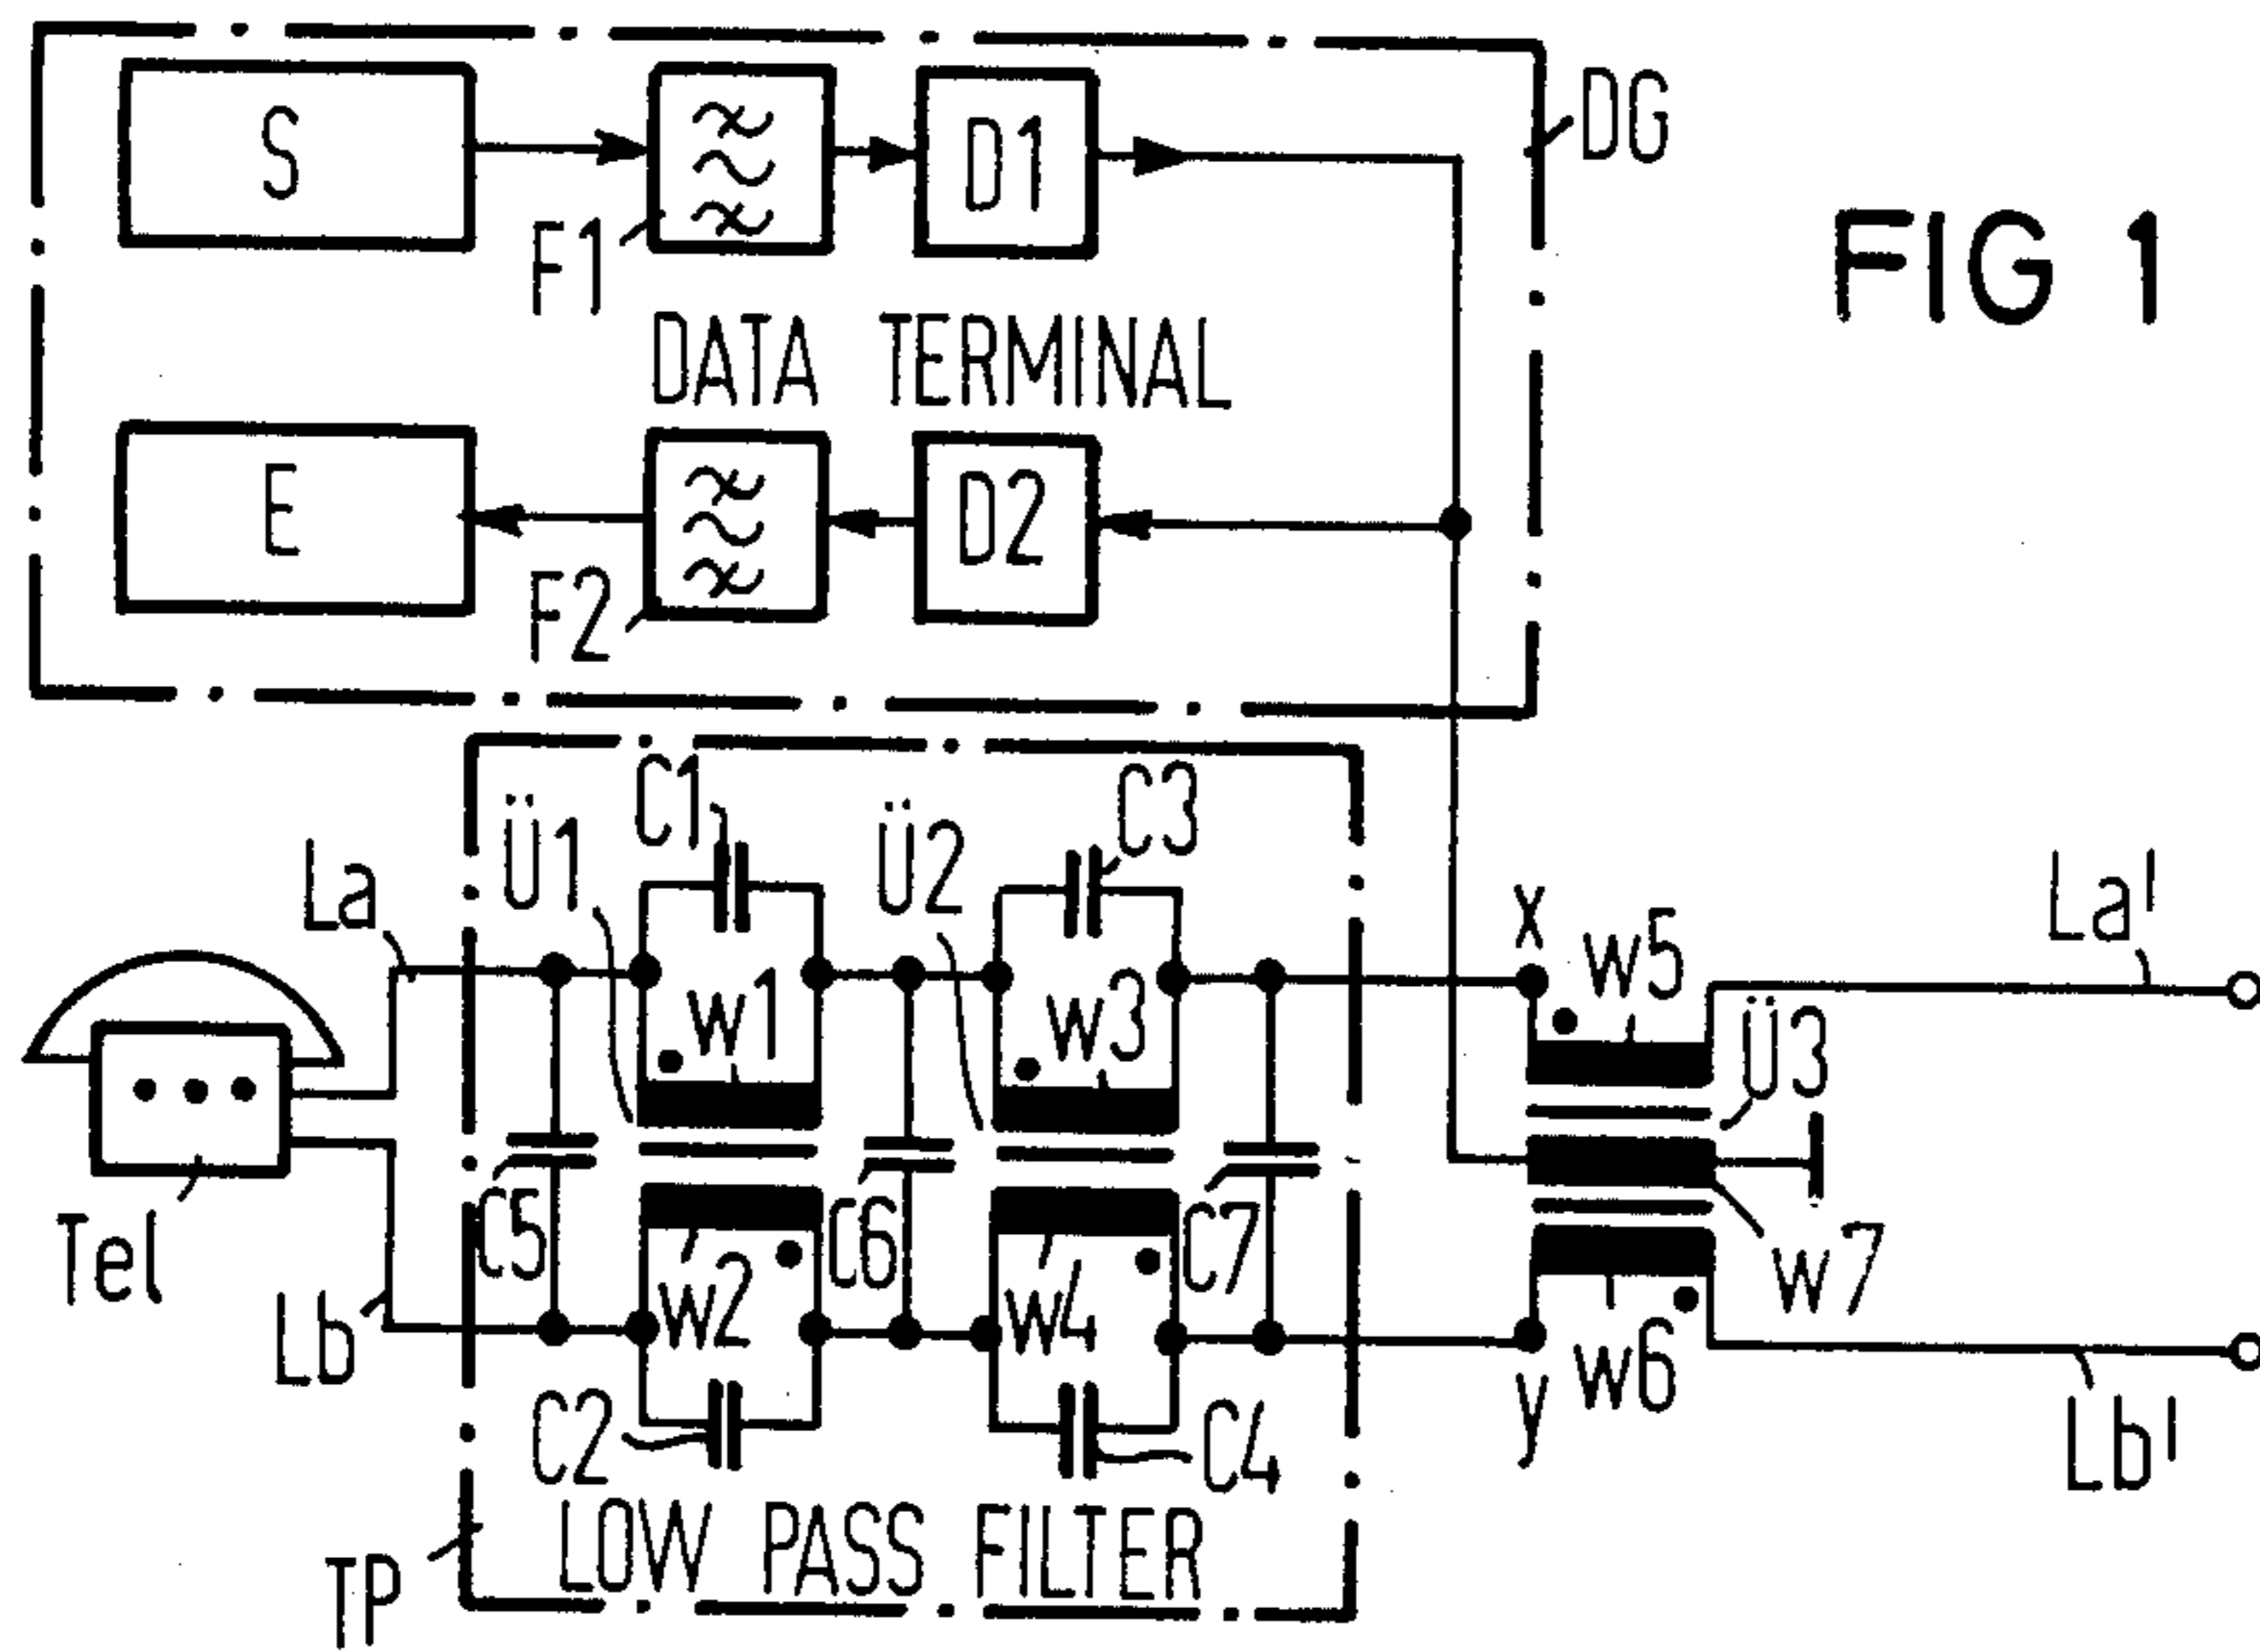 S
F1
D1
DG
FIG 1
DATA TERMINAL
E
F2
D2
La
Ü1
C1
Ü2
C3
x
w5
La'
w1
w3
Ü3
Tel
C5
C6
C7
w7
Lb
w2
w4
y
w6
Lb'
C2
C4
TP
LOW PASS FILTER